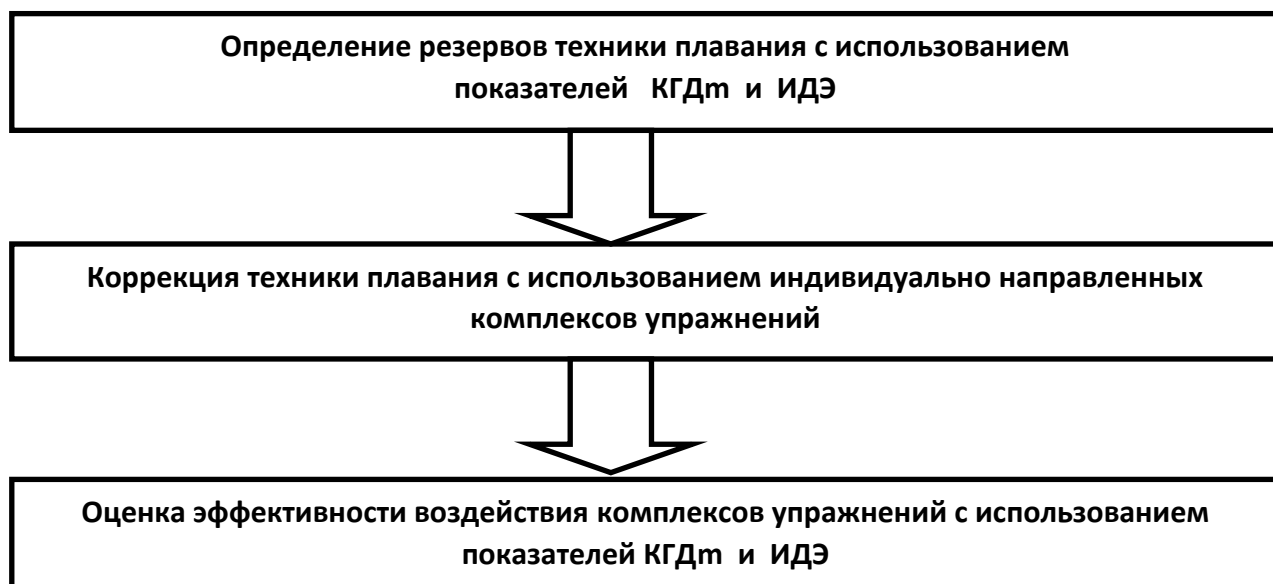 Определение резервов техники плавания с использованием
показателей КГДm и ИДЭ
Коррекция техники плавания с использованием индивидуально направленных
комплексов упражнений
Оценка эффективности воздействия комплексов упражнений с использованием
показателей КГДm и ИДЭ